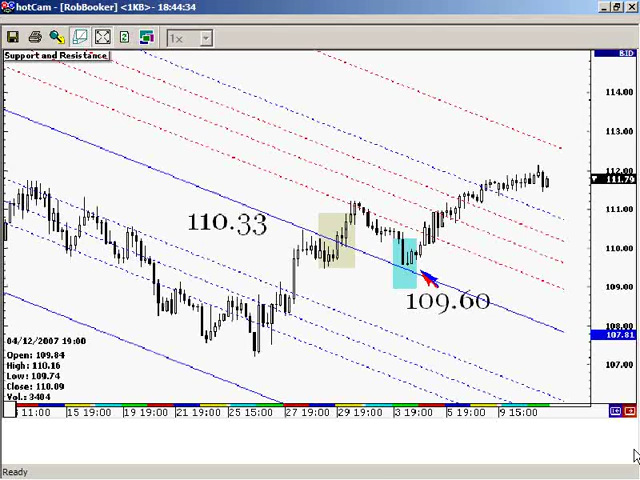 hotCam - [RobBooker] <1KB>- 18:44:34
1x
Support and Resistance
BID
114.00
113.00
112.00
111.79
110.33
111.00
110.00
109.00
109.60
108.00
107.81
107.00
04/12/2007 19:00
Open: 109.84
High: 110.16
Low: 109.74
Close: 110.09
Vol.: 3404
11:00
15 19:00
19 19:00
21 19:00
25 15:00
27 19:00
29 19:00
3 19:00
5 19:00
9 15:00
Ready